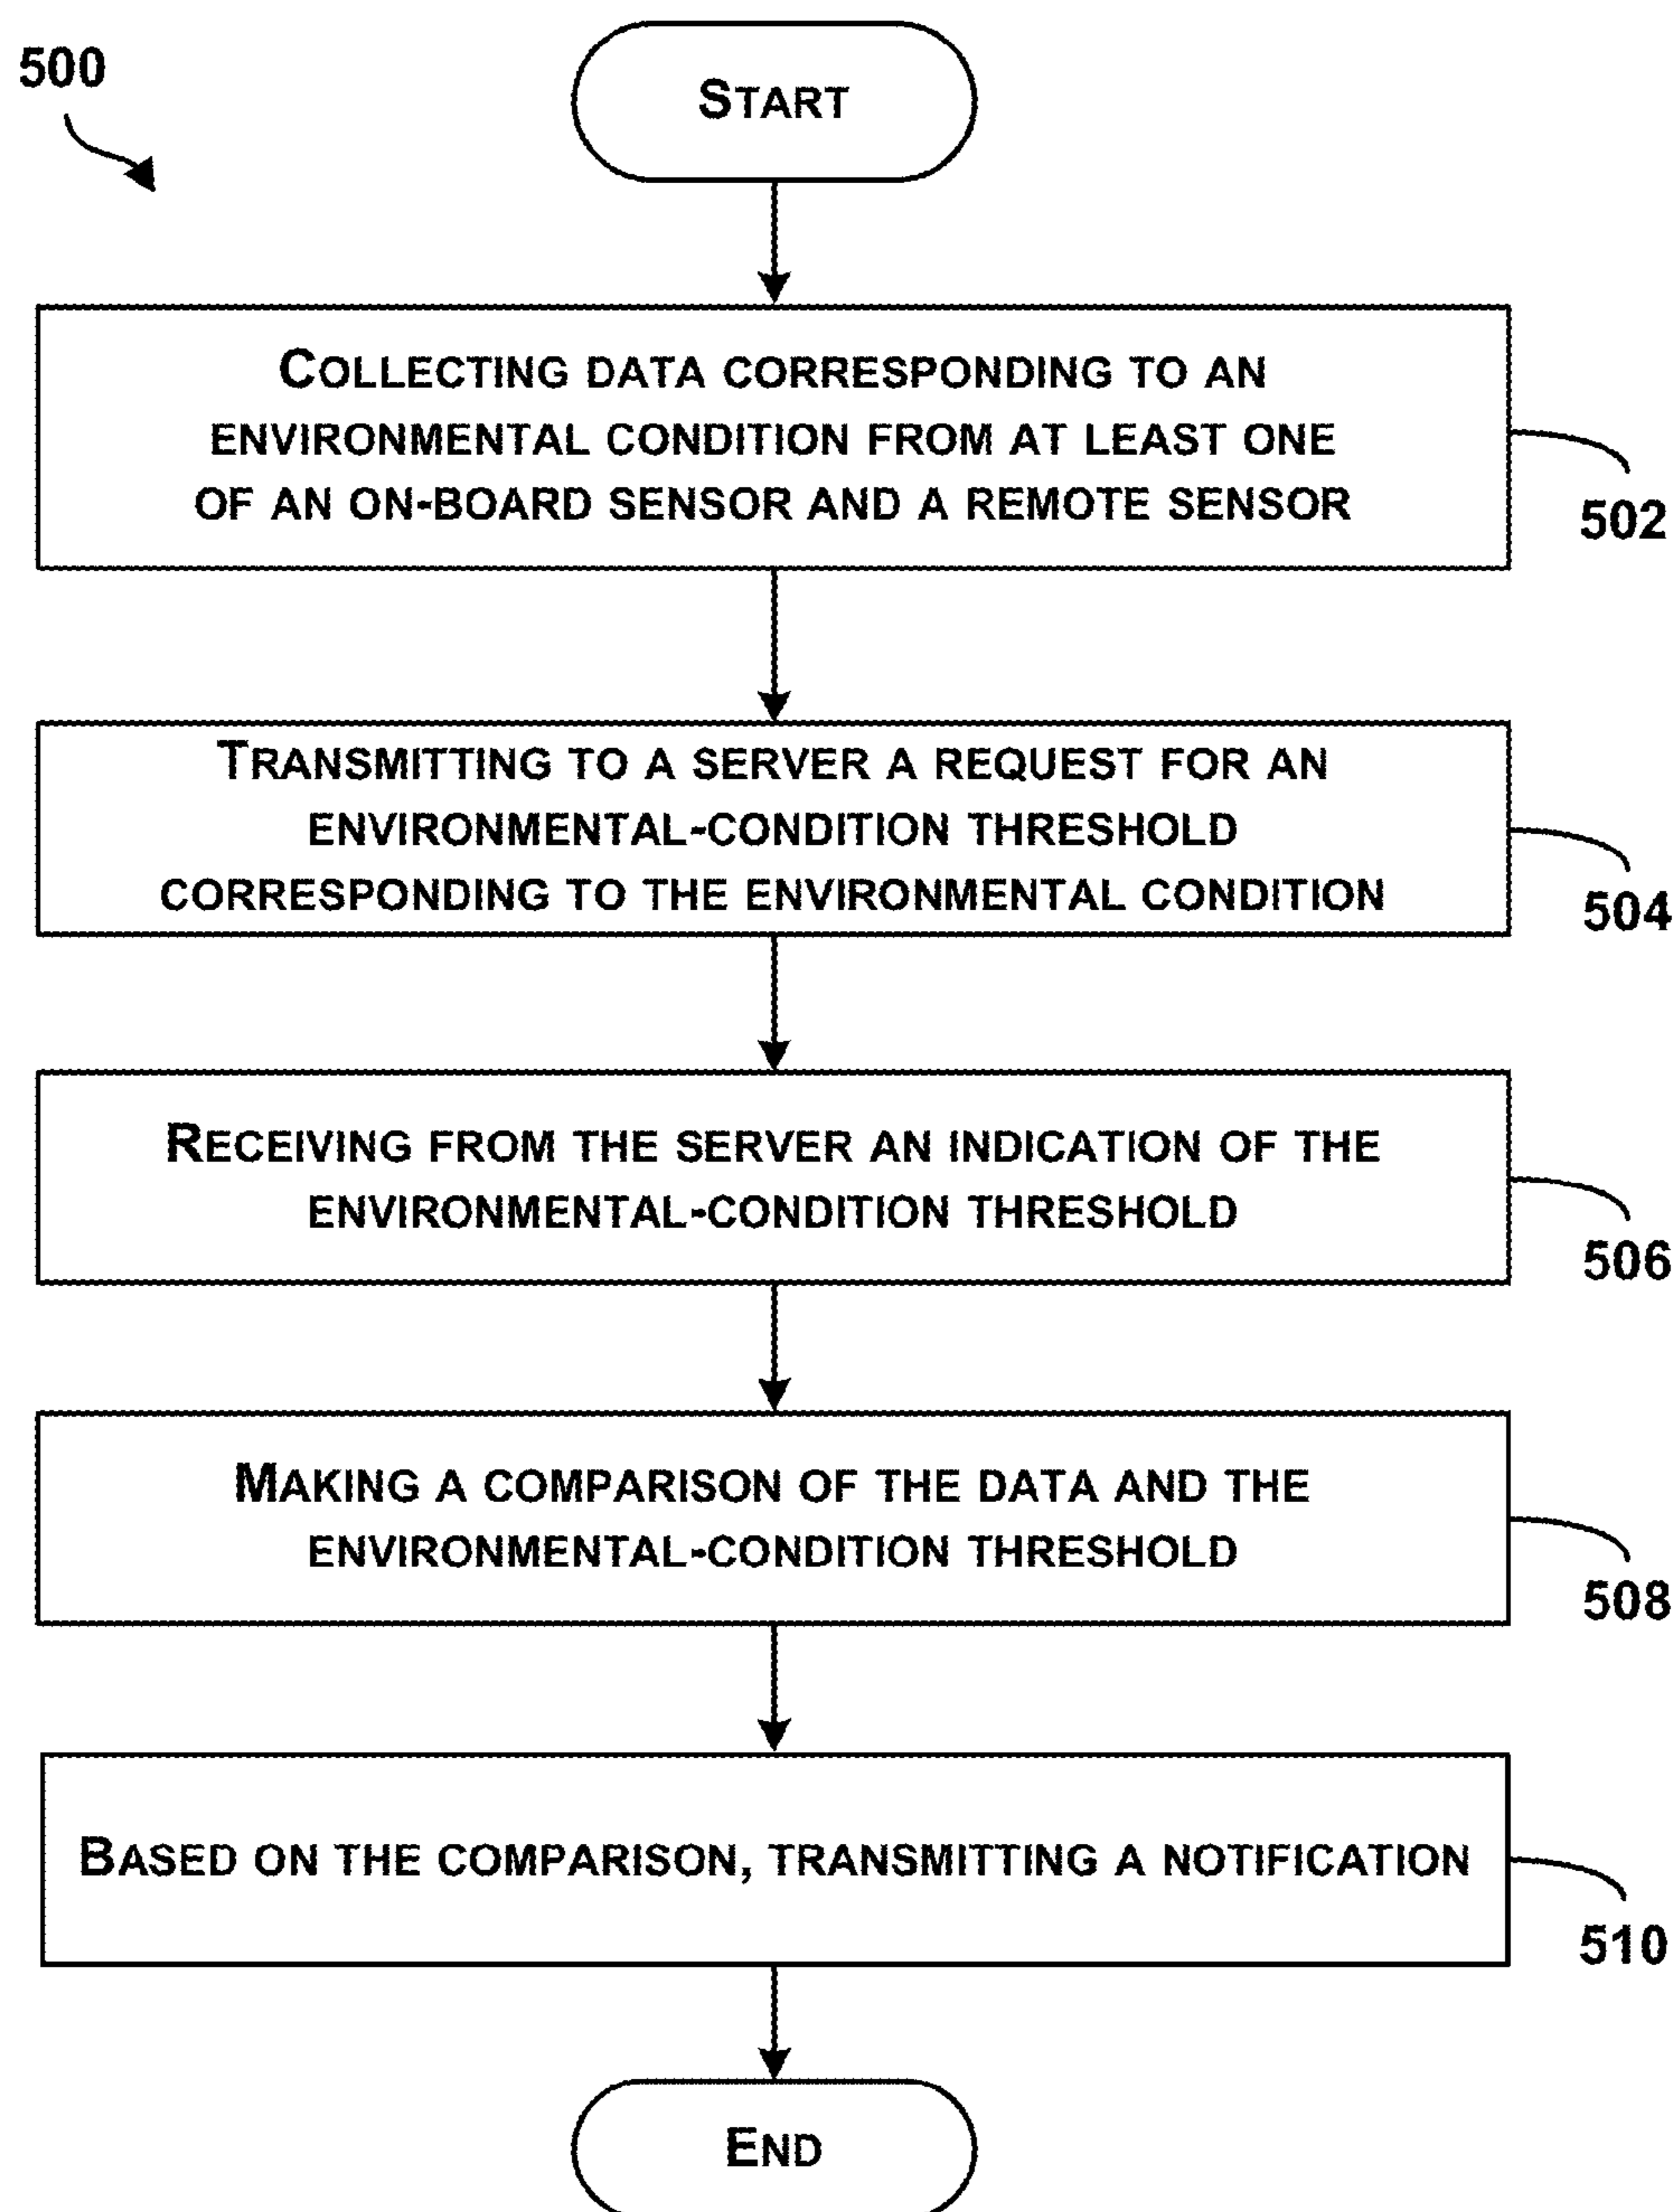 500
START
COLLECTING DATA CORRESPONDING TO AN
ENVIRONMENTAL CONDITION FROM AT LEAST ONE
OF AN ON-BOARD SENSOR AND A REMOTE SENSOR
502
TRANSMITTING TO A SERVER A REQUEST FOR AN
ENVIRONMENTAL-CONDITION THRESHOLD
CORRESPONDING TO THE ENVIRONMENTAL CONDITION
504
RECEIVING FROM THE SERVER AN INDICATION OF THE
ENVIRONMENTAL-CONDITION THRESHOLD
506
MAKING A COMPARISON OF THE DATA AND THE
ENVIRONMENTAL-CONDITION THRESHOLD
508
BASED ON THE COMPARISON, TRANSMITTING A NOTIFICATION
510
END